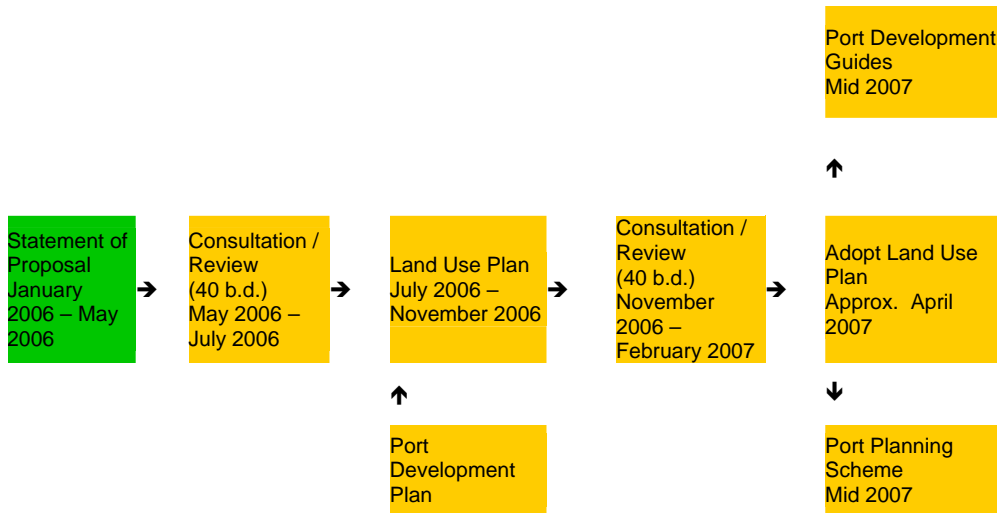 Port Development
Guides
Mid 2007
Statement of
Proposal
January
2006 – May
2006
Consultation /
Review
(40 b.d.)
May 2006 –
July 2006
Land Use Plan
July 2006 –
November 2006
Consultation /
Review
(40 b.d.)
November
2006 –
February 2007
Adopt Land Use
Plan
Approx. April
2007
Port
Development
Plan
Port Planning
Scheme
Mid 2007